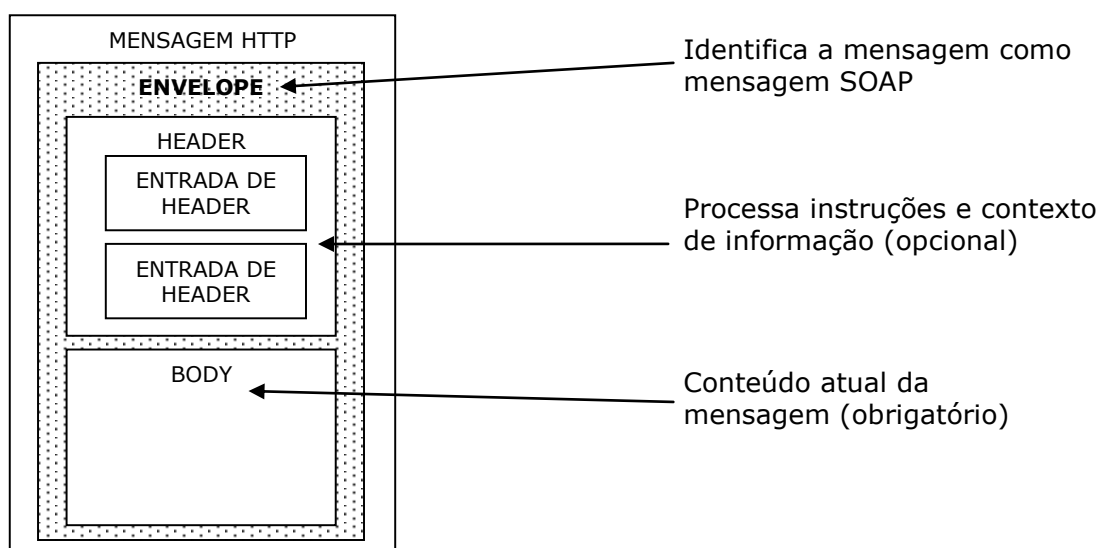 MENSAGEM HTTP
ENVELOPE
HEADER
ENTRADA DE
HEADER
ENTRADA DE
HEADER
BODY
Identifica a mensagem como
mensagem SOAP
Processa instruções e contexto
de informação (opcional)
Conteúdo atual da
mensagem (obrigatório)